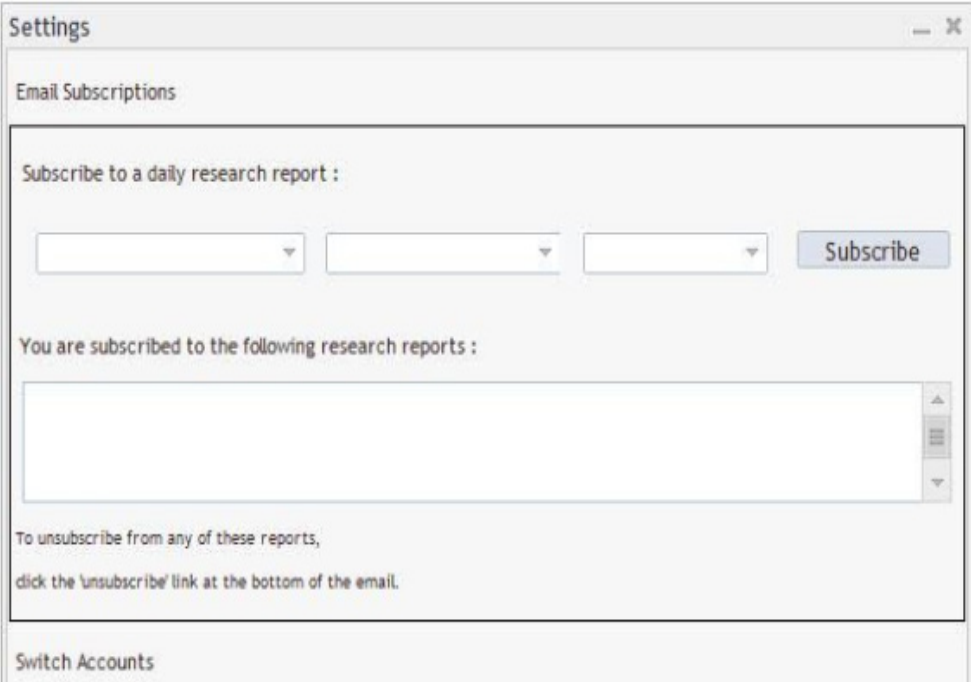 Settings
Email Subscriptions
Subscribe to a daily research report :
Subscribe
You are subscribed to the following research reports :
To unsubscribe from any of these reports,
click the 'unsubscribe' link at the bottom of the email.
Switch Accounts